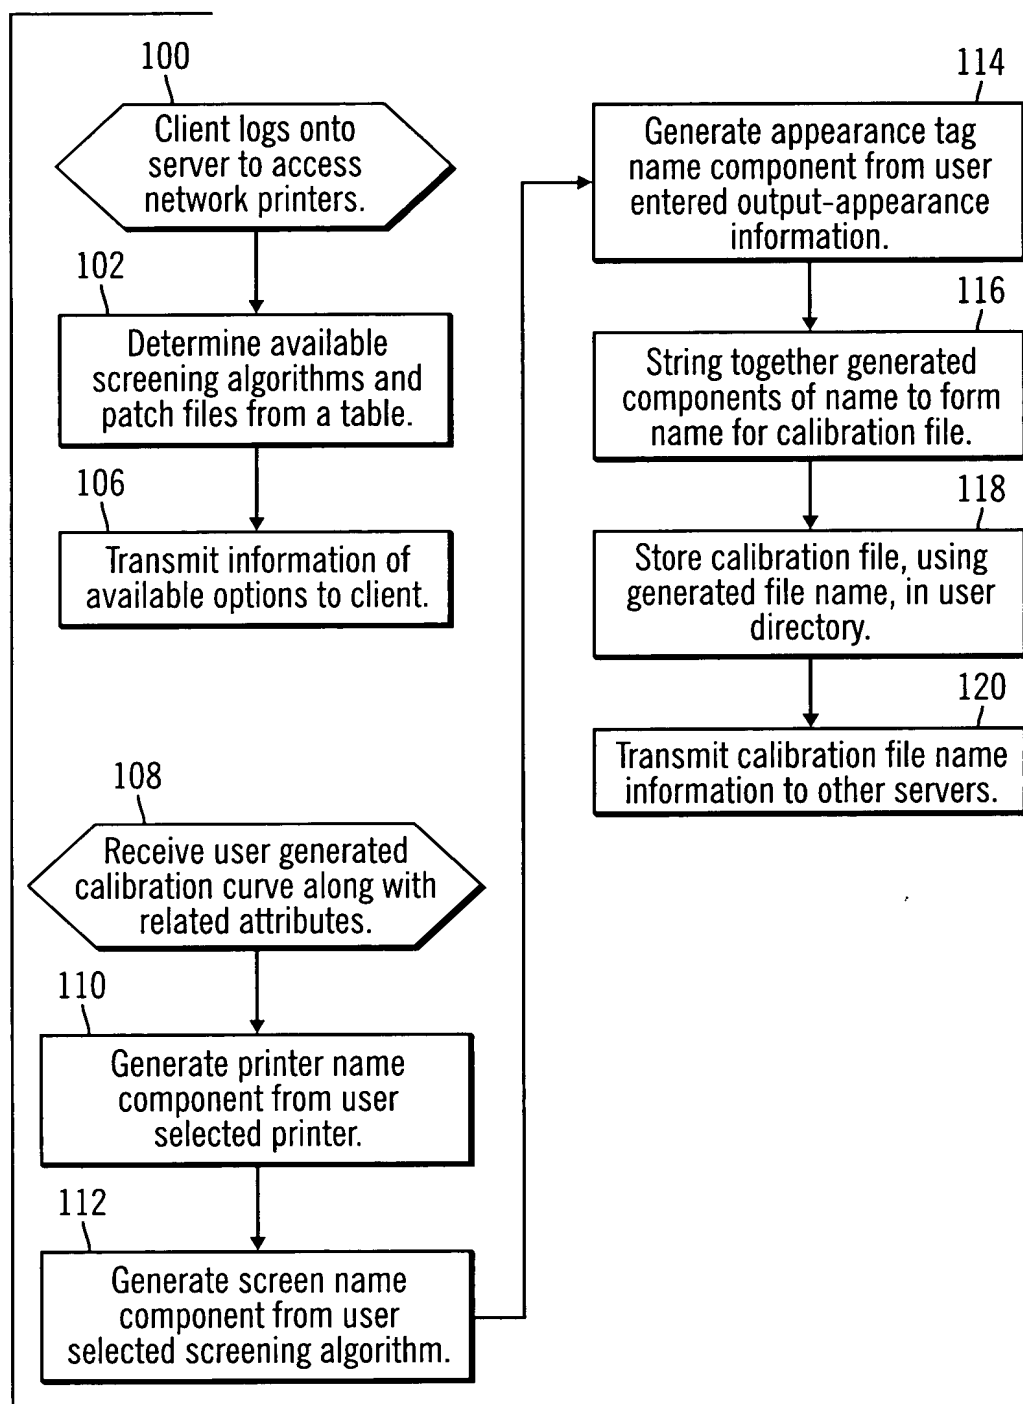 100
Client logs onto
server to access
network printers.
102
Determine available
screening algorithms and
patch files from a table.
106
Transmit information of
available options to client.
108
Receive user generated
calibration curve along with
related attributes.
110
Generate printer name
component from user
selected printer.
112
Generate screen name
component from user
selected screening algorithm.
114
Generate appearance tag
name component from user
entered output-appearance
information.
116
String together generated
components of name to form
name for calibration file.
118
Store calibration file, using
generated file name, in user
directory.
120
Transmit calibration file name
information to other servers.